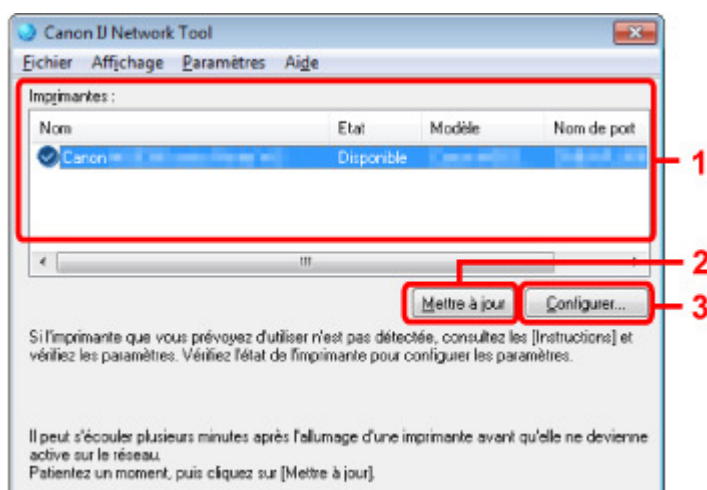 Canon IJ Network Tool
Fichier Affichage Paramètres Aide
Imprimantes :
Nom Etat Modèle Nom de port
Canon Disponible
1
2
Mettre à jour Configurer...
3
Si l'imprimante que vous prévoyez d'utiliser n'est pas détectée, consultez les [Instructions] et
vérifiez les paramètres. Vérifiez l'état de l'imprimante pour configurer les paramètres.
Il peut s'écouler plusieurs minutes après l'allumage d'une imprimante avant qu'elle ne devienne
active sur le réseau.
Patientez un moment, puis cliquez sur [Mettre à jour].